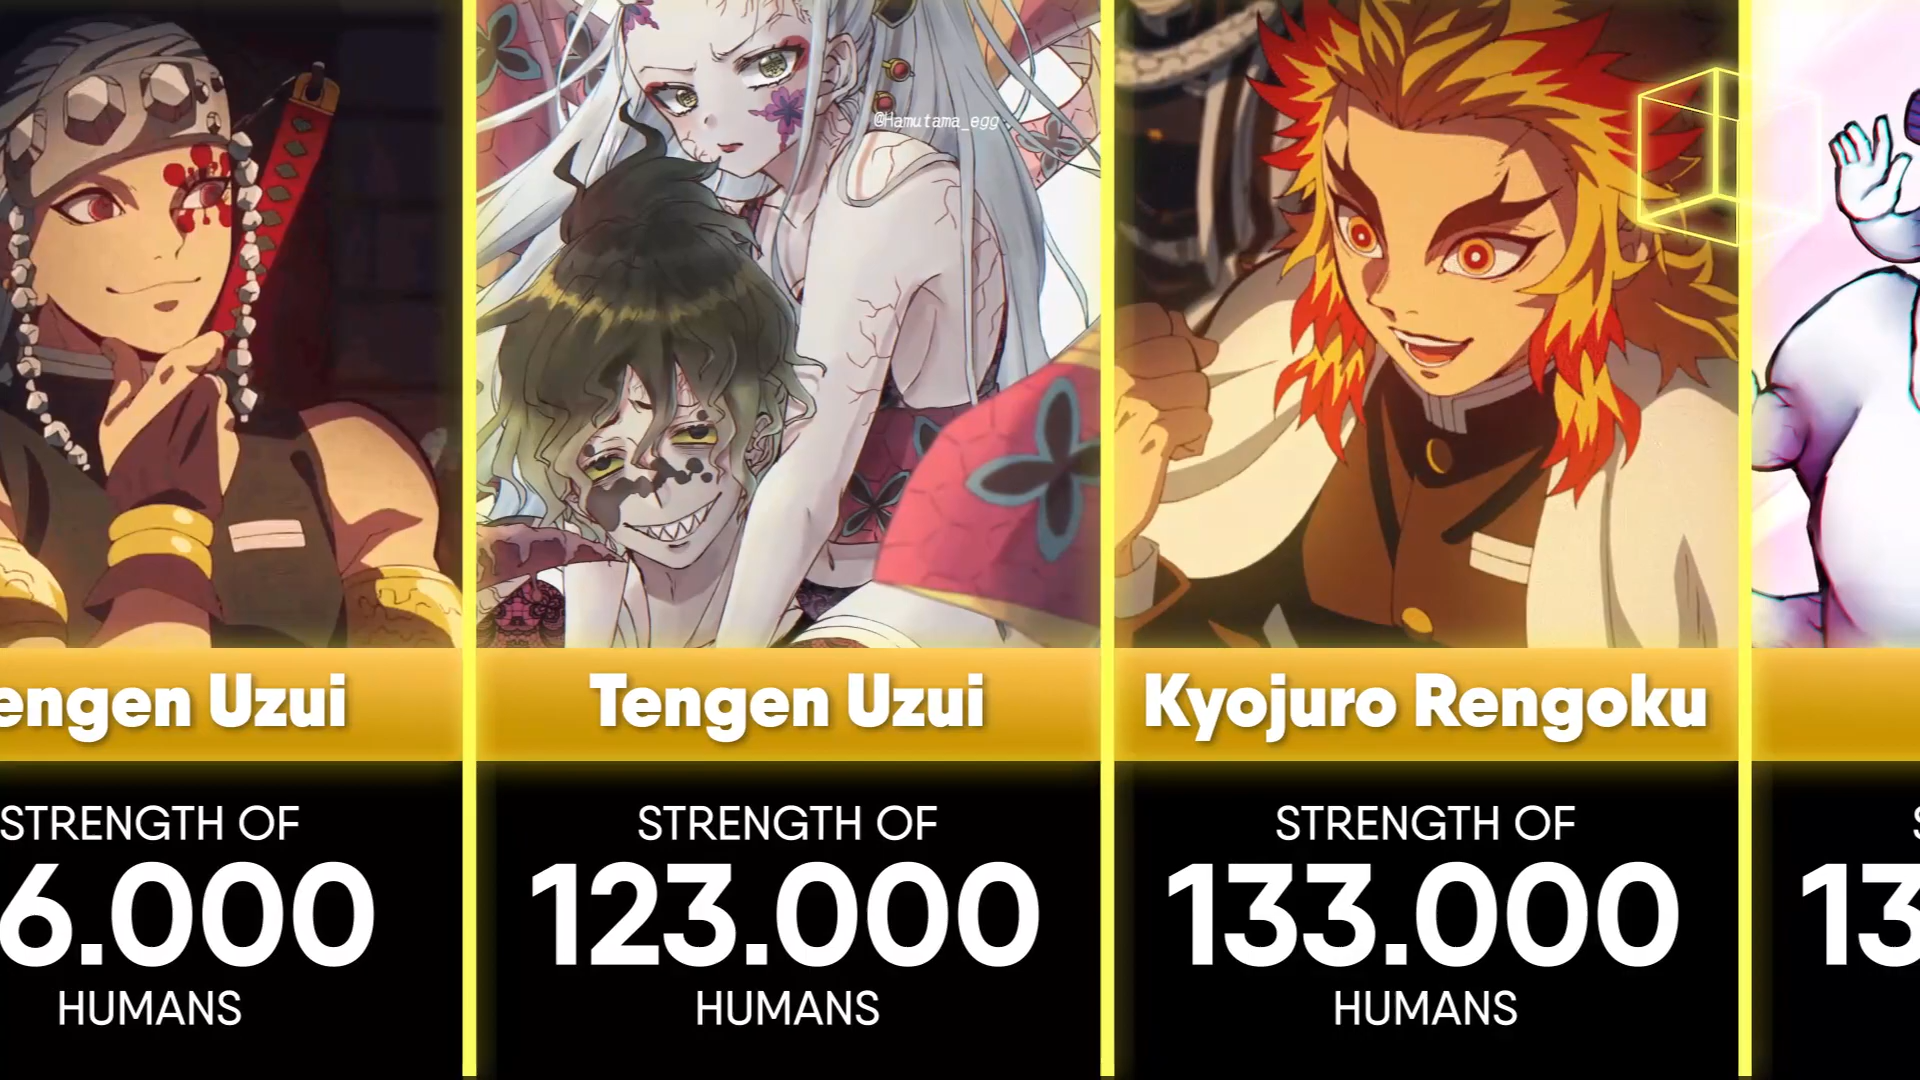 @Hamutama_egg
engen Uzui
STRENGTH OF
6.000
HUMANS
Tengen Uzui
STRENGTH OF
123.000
HUMANS
Kyojuro Rengoku
STRENGTH OF
133.000
HUMANS
13